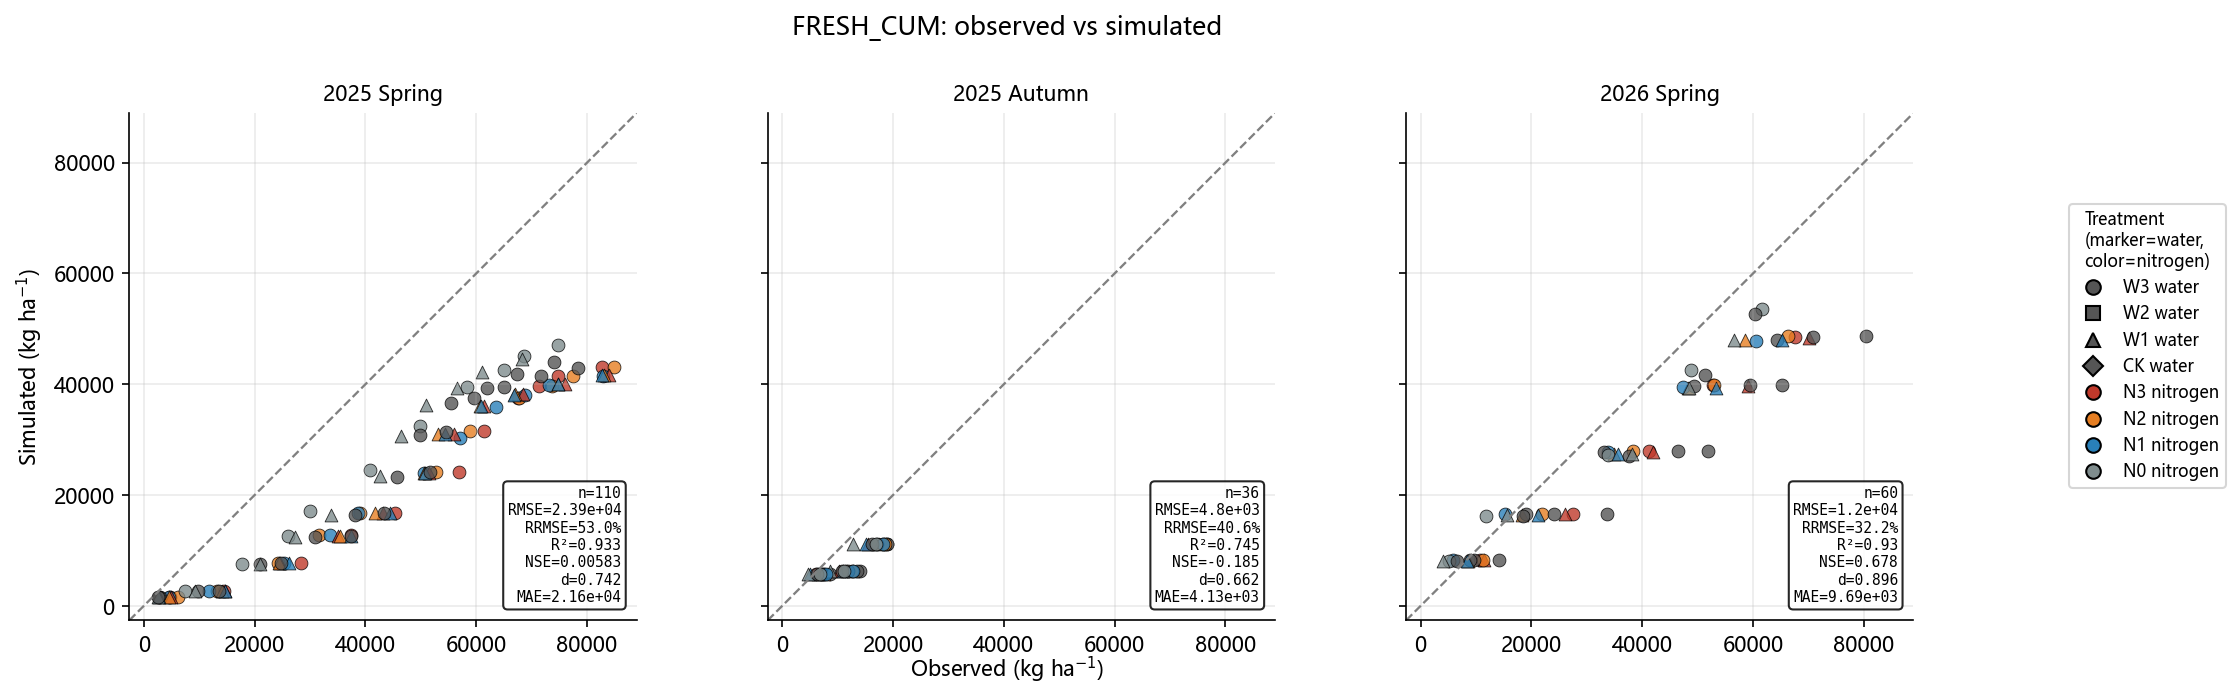 FRESH_CUM: observed vs simulated
2025 Spring
2025 Autumn
2026 Spring
Simulated (kg ha⁻¹)
80000
60000
40000
20000
0
n=110
RMSE=2.39e+04
RRMSE=53.0%
R²=0.933
NSE=0.00583
d=0.742
MAE=2.16e+04
n=36
RMSE=4.8e+03
RRMSE=40.6%
R²=0.745
NSE=-0.185
d=0.662
MAE=4.13e+03
n=60
RMSE=1.2e+04
RRMSE=32.2%
R²=0.93
NSE=0.678
d=0.896
MAE=9.69e+03
0 20000 40000 60000 80000
0 20000 40000 60000 80000
0 20000 40000 60000 80000
Observed (kg ha⁻¹)
Treatment
(marker=water,
color=nitrogen)
W3 water
W2 water
W1 water
CK water
N3 nitrogen
N2 nitrogen
N1 nitrogen
N0 nitrogen